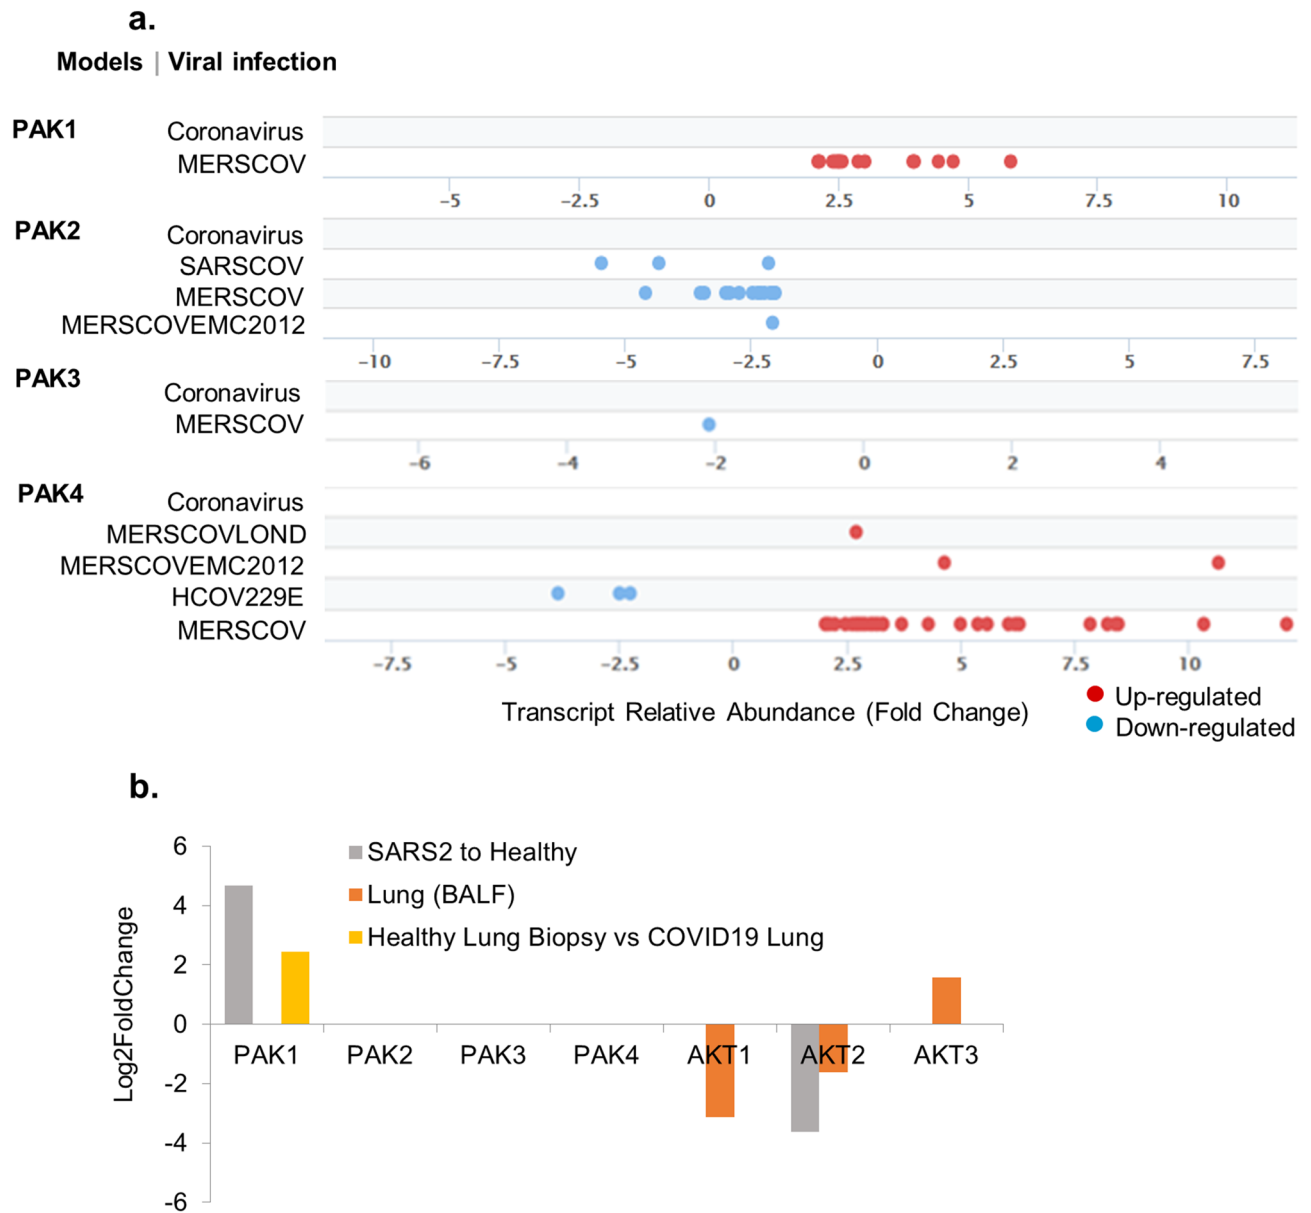 a.
Models | Viral infection
PAK1
Coronavirus
MERSCOV
-5 -2.5 0 2.5 5 7.5 10
PAK2
Coronavirus
SARSCOV
MERSCOV
MERSCOVEMC2012
-10 -7.5 -5 -2.5 0 2.5 5 7.5
PAK3
Coronavirus
MERSCOV
-6 -4 -2 0 2 4
PAK4
Coronavirus
MERSCOVLOND
MERSCOVEMC2012
HCOV229E
MERSCOV
-7.5 -5 -2.5 0 2.5 5 7.5 10
Transcript Relative Abundance (Fold Change)
Up-regulated
Down-regulated
b.
Log2FoldChange
6
4
2
0
-2
-4
-6
SARS2 to Healthy
Lung (BALF)
Healthy Lung Biopsy vs COVID19 Lung
PAK1 PAK2 PAK3 PAK4 AKT1 AKT2 AKT3